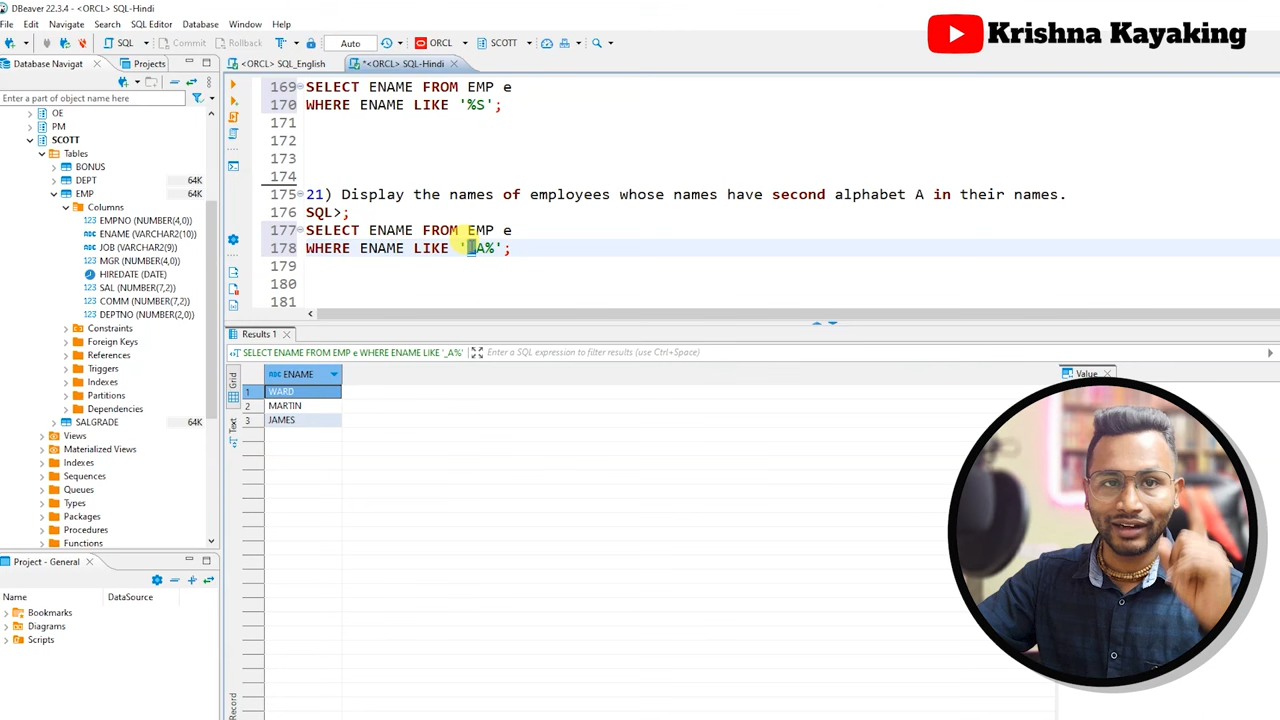 DBeaver 22.3.4 - <ORCL> SQL-Hindi
File Edit Navigate Search SQL Editor Database Window Help
SQL Commit Rollback Auto ORCL SCOTT
Krishna Kayaking
Database Navigat Projects
<ORCL> SQL_English *<ORCL> SQL-Hindi
Enter a part of object name here
OE
PM
SCOTT
Tables
BONUS
DEPT 64K
EMP 64K
Columns
EMPNO (NUMBER(4,0))
ENAME (VARCHAR2(10))
JOB (VARCHAR2(9))
MGR (NUMBER(4,0))
HIREDATE (DATE)
SAL (NUMBER(7,2))
COMM (NUMBER(7,2))
DEPTNO (NUMBER(2,0))
Constraints
Foreign Keys
References
Triggers
Indexes
Partitions
Dependencies
SALGRADE 64K
Views
Materialized Views
Indexes
Sequences
Queues
Types
Packages
Procedures
Functions
Project - General
Name DataSource
Bookmarks
Diagrams
Scripts
169 SELECT ENAME FROM EMP e
170 WHERE ENAME LIKE '%S';
171
172
173
174
175 21) Display the names of employees whose names have second alphabet A in their names.
176 SQL>;
177 SELECT ENAME FROM EMP e
178 WHERE ENAME LIKE '_A%';
179
180
181
Results 1
SELECT ENAME FROM EMP e WHERE ENAME LIKE '_A%' Enter a SQL expression to filter results (use Ctrl+Space)
Grid
Text
Record
ENAME
1 WARD
2 MARTIN
3 JAMES
Value